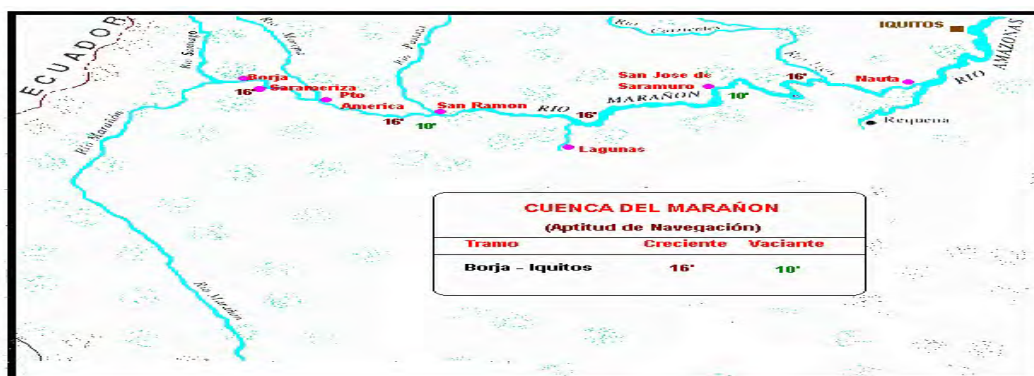 ECUADOR
Rio Santiago
Rio Morona
Rio Pastaza
Rio
Corrientes
Rio Tigre
IQUITOS
RIO
AMAZONAS
Borja
16'
Sarameriza
Pto
America
16'
10'
San Ramon
RIO
MARAÑON
16'
Lagunas
San Jose de
Saramuro
10'
16'
Nauta
Requena
Rio Marañon
Rio Marañon
CUENCA DEL MARAÑON
(Aptitud de Navegación)
Tramo Creciente Vaciante
Borja - Iquitos 16' 10'